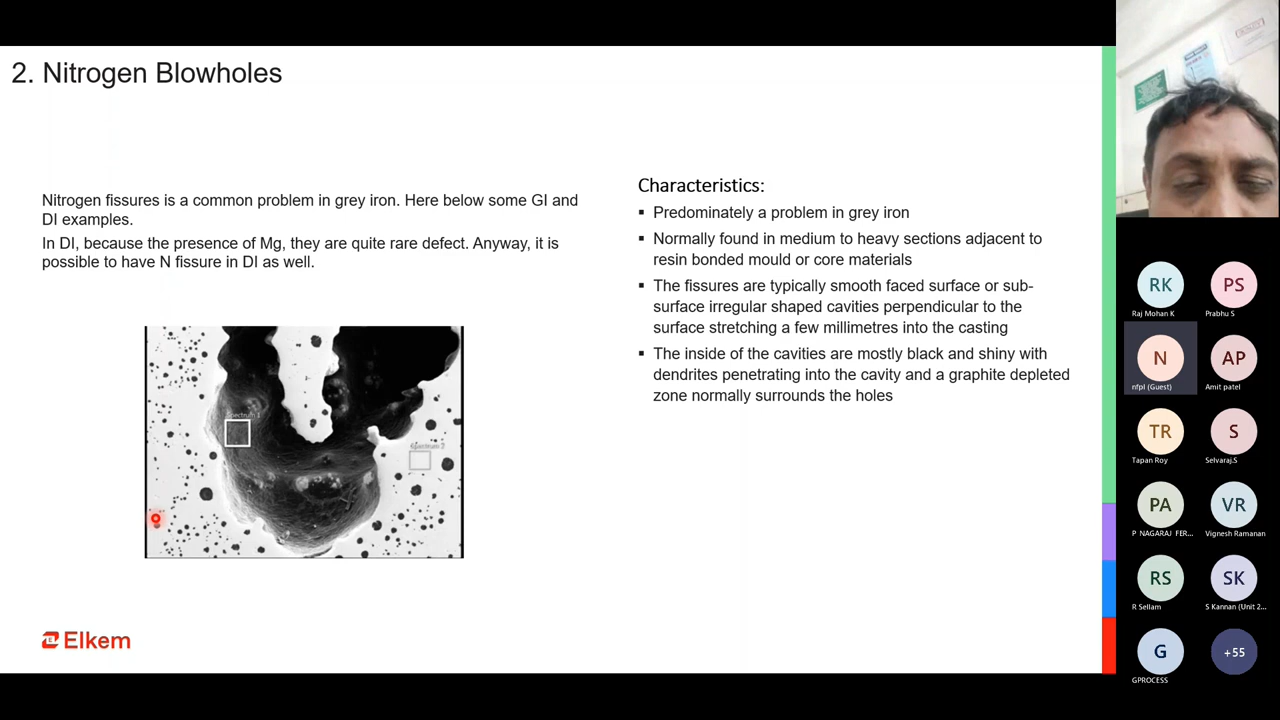 2. Nitrogen Blowholes
Nitrogen fissures is a common problem in grey iron. Here below some GI and
DI examples.
In DI, because the presence of Mg, they are quite rare defect. Anyway, it is
possible to have N fissure in DI as well.
Spectrum 1
Spectrum 2
Elkem
Characteristics:
▪ Predominately a problem in grey iron
▪ Normally found in medium to heavy sections adjacent to
resin bonded mould or core materials
▪ The fissures are typically smooth faced surface or sub-
surface irregular shaped cavities perpendicular to the
surface stretching a few millimetres into the casting
▪ The inside of the cavities are mostly black and shiny with
dendrites penetrating into the cavity and a graphite depleted
zone normally surrounds the holes
RK
Raj Mohan K
PS
Prabhu S
N
nfpl (Guest)
AP
Amit patel
TR
Tapan Roy
S
Selvaraj.S
PA
P NAGARAJ FER...
VR
Vignesh Ramanan
RS
R Sellam
SK
S Kannan (Unit 2...
G
GPROCESS
+55